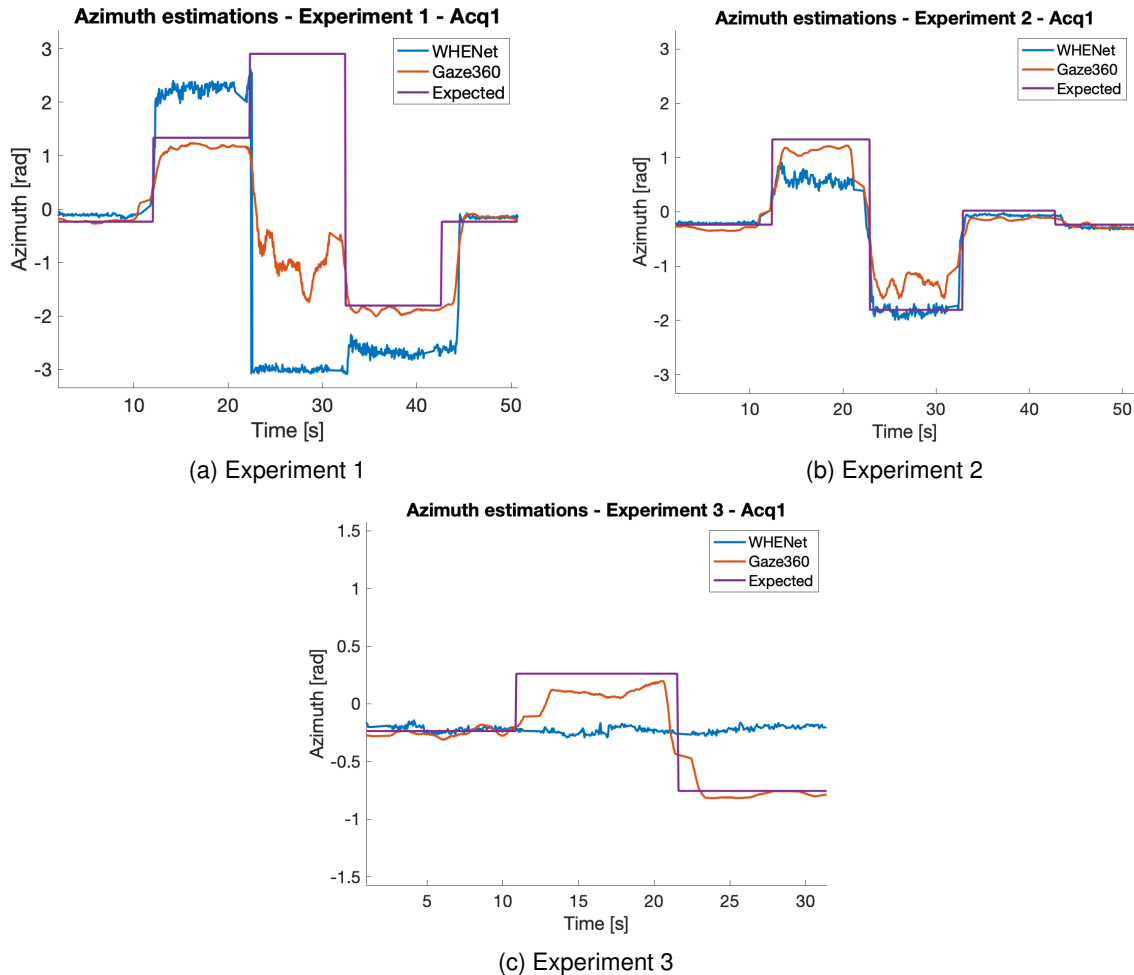 Azimuth estimations - Experiment 1 - Acq1
WHENet
Gaze360
Expected
3
2
1
0
-1
-2
-3
Azimuth [rad]
10
20
30
40
50
Time [s]
(a) Experiment 1
Azimuth estimations - Experiment 2 - Acq1
WHENet
Gaze360
Expected
3
2
1
0
-1
-2
-3
Azimuth [rad]
10
20
30
40
50
Time [s]
(b) Experiment 2
Azimuth estimations - Experiment 3 - Acq1
WHENet
Gaze360
Expected
1.5
1
0.5
0
-0.5
-1
-1.5
Azimuth [rad]
5
10
15
20
25
30
Time [s]
(c) Experiment 3